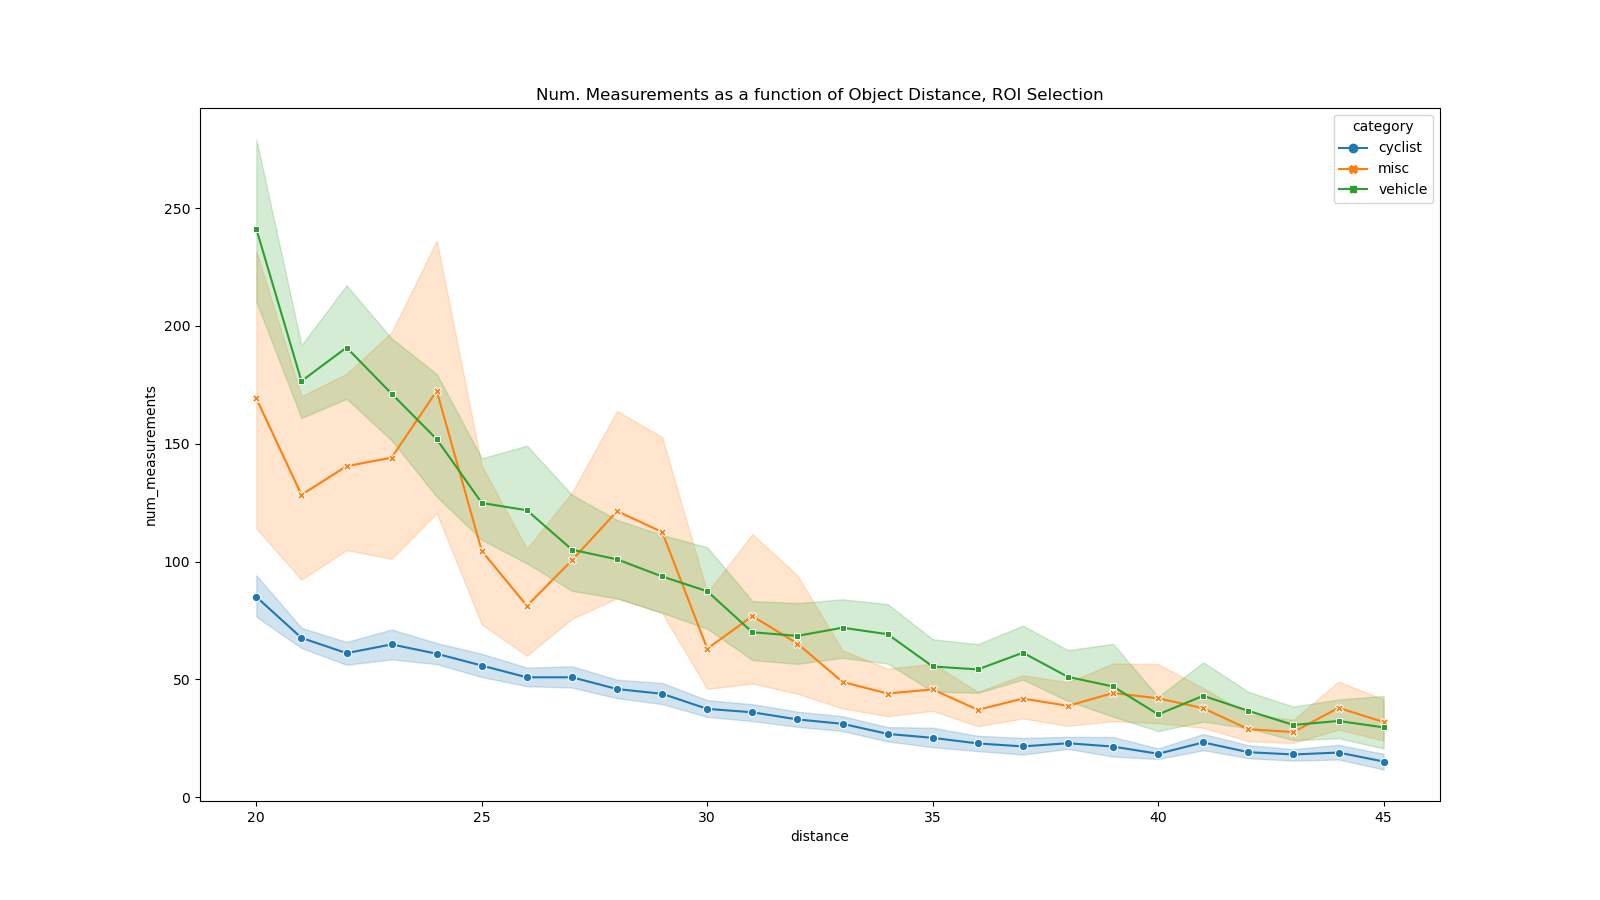 Num. Measurements as a function of Object Distance, ROI Selection
category
cyclist
misc
vehicle
250
200
150
100
50
0
num_measurements
20 25 30 35 40 45
distance